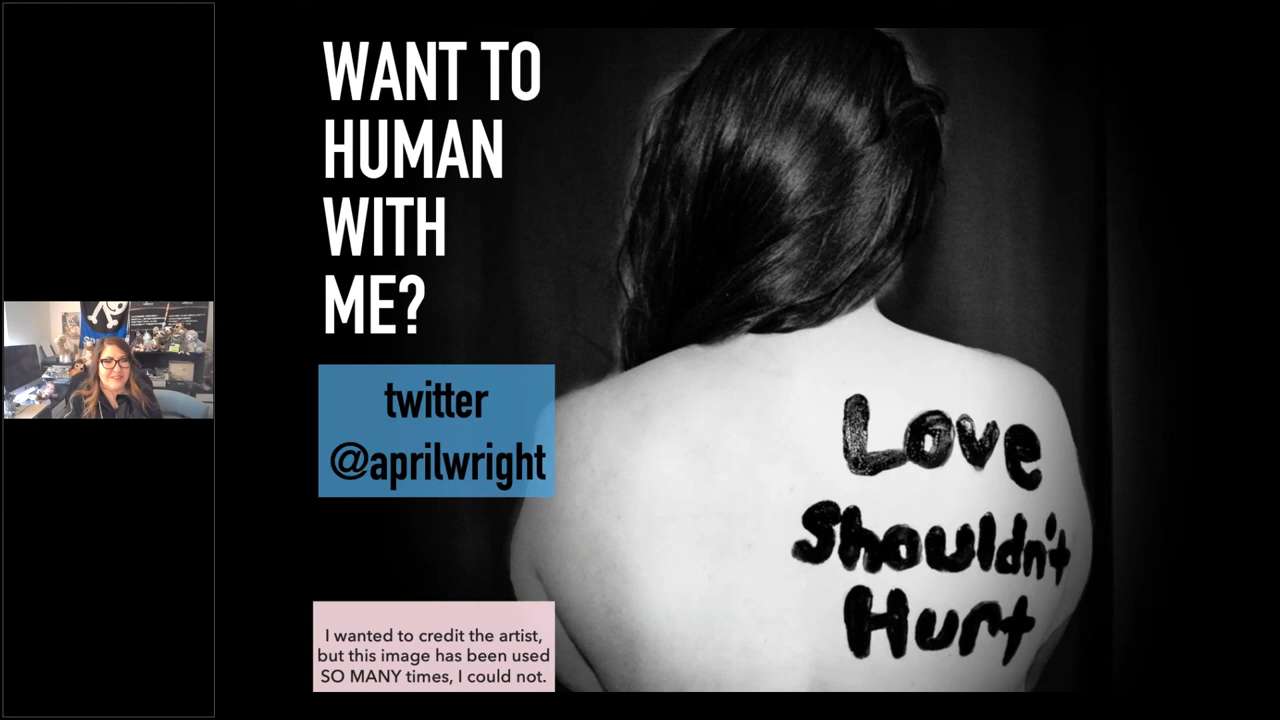 WANT TO
HUMAN
WITH
ME?
twitter
@aprilwright
I wanted to credit the artist,
but this image has been used
SO MANY times, I could not.
Love
Shouldn't
Hurt